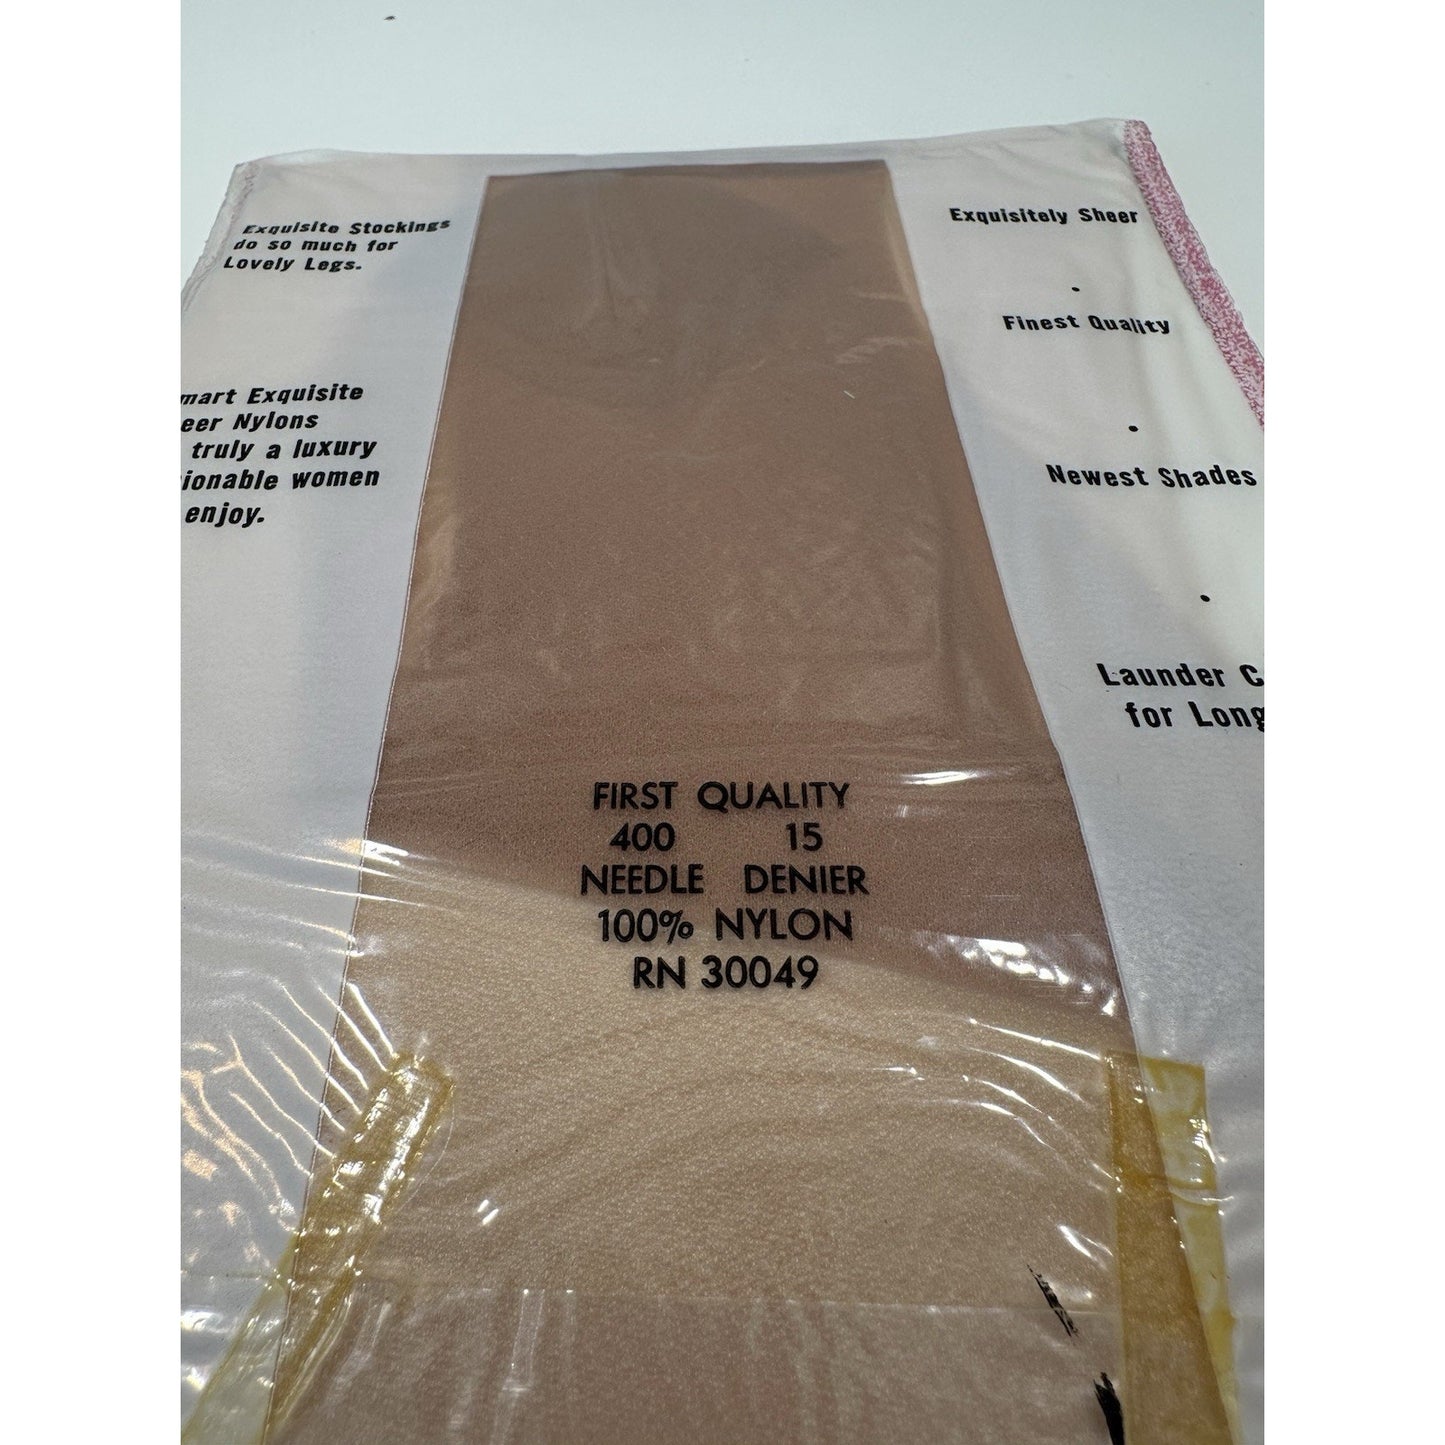 Exquisite Stockings
do so much for
Lovely Legs.
mart Exquisite
eer Nylons
truly a luxury
ionable women
enjoy.
Exquisitely Sheer
•
Finest Quality
•
Newest Shades
•
Launder C
for Long
FIRST QUALITY
400 15
NEEDLE DENIER
100% NYLON
RN 30049